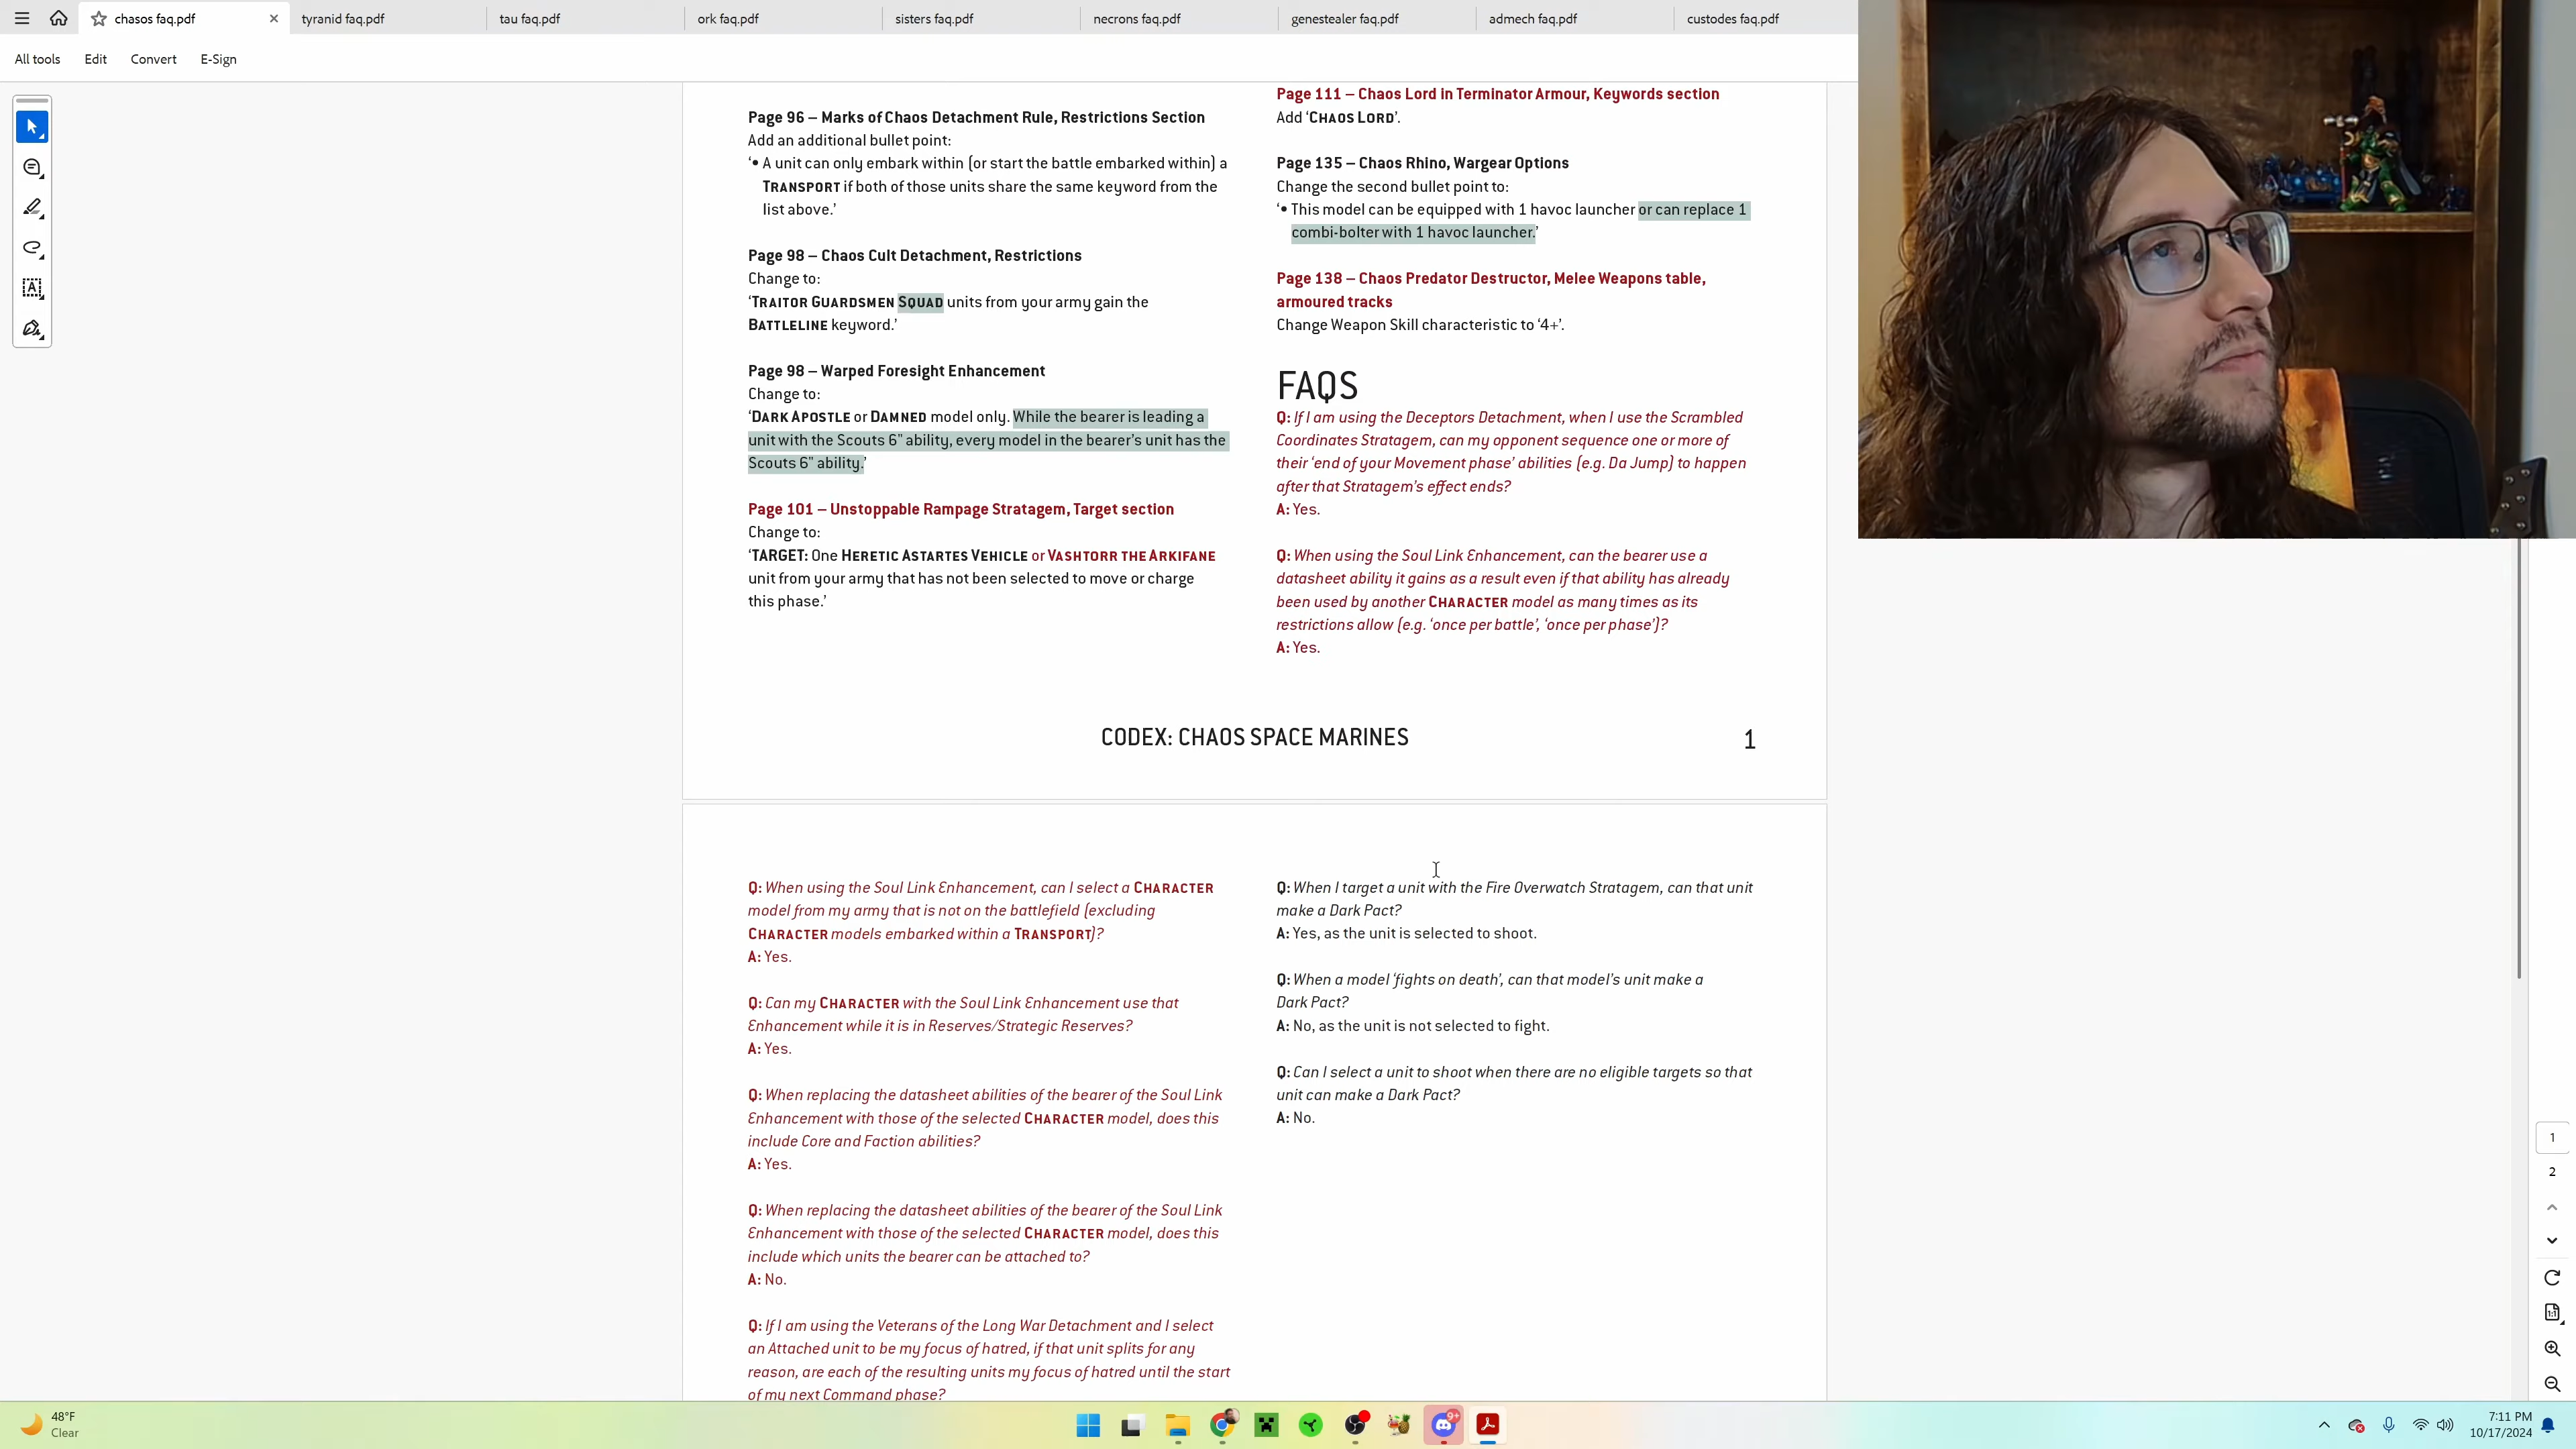 chasos faq.pdf
tyranid faq.pdf
tau faq.pdf
ork faq.pdf
sisters faq.pdf
necrons faq.pdf
genestealer faq.pdf
admech faq.pdf
custodes faq.pdf
All tools
Edit
Convert
E-Sign
Page 96 – Marks of Chaos Detachment Rule, Restrictions Section
Add an additional bullet point:
‘• A unit can only embark within (or start the battle embarked within) a
TRANSPORT if both of those units share the same keyword from the
list above.’
Page 98 – Chaos Cult Detachment, Restrictions
Change to:
‘TRAITOR GUARDSMEN SQUAD units from your army gain the
BATTLELINE keyword.’
Page 98 – Warped Foresight Enhancement
Change to:
‘DARK APOSTLE or DAMNED model only. While the bearer is leading a
unit with the Scouts 6" ability, every model in the bearer’s unit has the
Scouts 6" ability.’
Page 101 – Unstoppable Rampage Stratagem, Target section
Change to:
‘TARGET: One HERETIC ASTARTES VEHICLE or VASHTORR THE ARKIFANE
unit from your army that has not been selected to move or charge
this phase.’
Page 111 – Chaos Lord in Terminator Armour, Keywords section
Add ‘CHAOS LORD’.
Page 135 – Chaos Rhino, Wargear Options
Change the second bullet point to:
‘• This model can be equipped with 1 havoc launcher or can replace 1
combi-bolter with 1 havoc launcher.’
Page 138 – Chaos Predator Destructor, Melee Weapons table,
armoured tracks
Change Weapon Skill characteristic to ‘4+’.
FAQS
Q: If I am using the Deceptors Detachment, when I use the Scrambled
Coordinates Stratagem, can my opponent sequence one or more of
their ‘end of your Movement phase’ abilities (e.g. Da Jump) to happen
after that Stratagem’s effect ends?
A: Yes.
Q: When using the Soul Link Enhancement, can the bearer use a
datasheet ability it gains as a result even if that ability has already
been used by another CHARACTER model as many times as its
restrictions allow (e.g. ‘once per battle’, ‘once per phase’)?
A: Yes.
CODEX: CHAOS SPACE MARINES
1
Q: When using the Soul Link Enhancement, can I select a CHARACTER
model from my army that is not on the battlefield (excluding
CHARACTER models embarked within a TRANSPORT)?
A: Yes.
Q: Can my CHARACTER with the Soul Link Enhancement use that
Enhancement while it is in Reserves/Strategic Reserves?
A: Yes.
Q: When replacing the datasheet abilities of the bearer of the Soul Link
Enhancement with those of the selected CHARACTER model, does this
include Core and Faction abilities?
A: Yes.
Q: When replacing the datasheet abilities of the bearer of the Soul Link
Enhancement with those of the selected CHARACTER model, does this
include which units the bearer can be attached to?
A: No.
Q: If I am using the Veterans of the Long War Detachment and I select
an Attached unit to be my focus of hatred, if that unit splits for any
reason, are each of the resulting units my focus of hatred until the start
of my next Command phase?
Q: When I target a unit with the Fire Overwatch Stratagem, can that unit
make a Dark Pact?
A: Yes, as the unit is selected to shoot.
Q: When a model ‘fights on death’, can that model’s unit make a
Dark Pact?
A: No, as the unit is not selected to fight.
Q: Can I select a unit to shoot when there are no eligible targets so that
unit can make a Dark Pact?
A: No.
1
2
48°F
Clear
9+
7:11 PM
10/17/2024